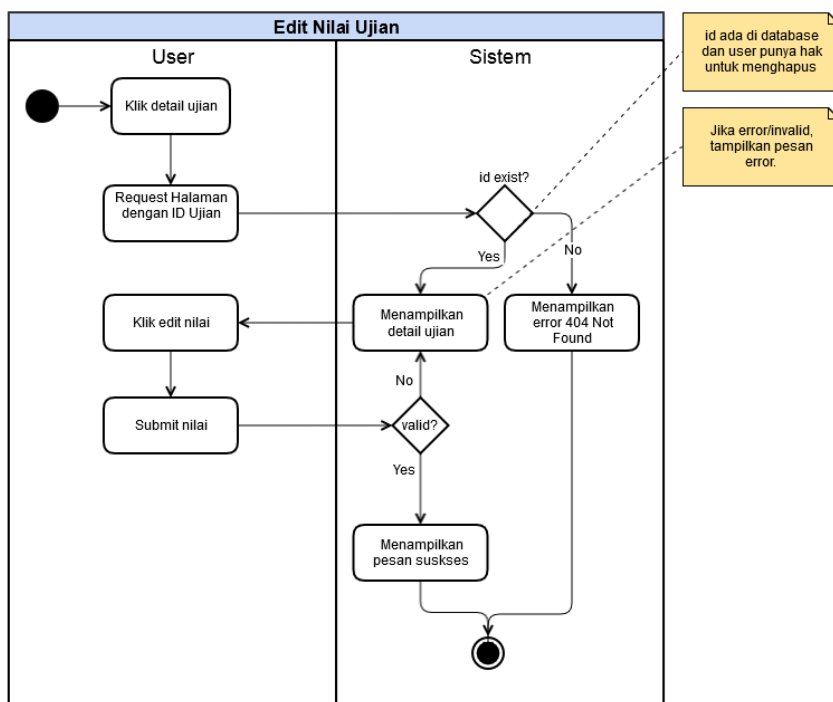 Edit Nilai Ujian
User
Sistem
id ada di database
dan user punya hak
untuk menghapus
Klik detail ujian
Jika error/invalid,
tampilkan pesan
error.
id exist?
Request Halaman
dengan ID Ujian
Yes
No
Klik edit nilai
Menampilkan
detail ujian
Menampilkan
error 404 Not
Found
No
Submit nilai
valid?
Yes
Menampilkan
pesan suskses